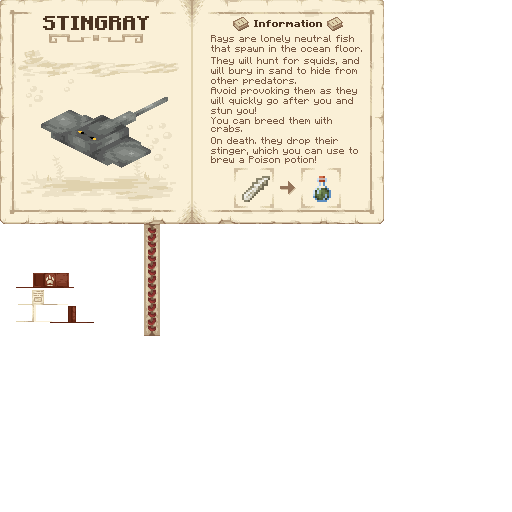 STINGRAY
Information
Rays are lonely neutral fish
that spawn in the ocean floor.
They will hunt for squids, and
will bury in sand to hide from
other predators.
Avoid provoking them as they
will quickly go after you and
stun you!
You can breed them with
crabs.
On death, they drop their
stinger, which you can use to
brew a Poison potion!